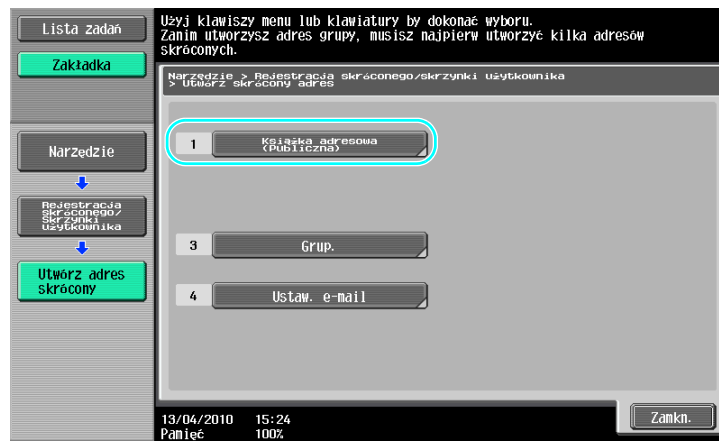 Lista zadań
Zakładka
Użyj klawiszy menu lub klawiatury by dokonać wyboru.
Zanim utworzysz adres grupy, musisz najpierw utworzyć kilka adresów
skróconych.
Narzędzie > Rejestracja skróconego/skrzynki użytkownika
> Utwórz skrócony adres
Narzędzie
Rejestracja
skróconego/
Skrzynki
użytkownika
Utwórz adres
skrócony
1 Książka adresowa
(Publiczna)
3 Grup.
4 Ustaw. e-mail
13/04/2010 15:24
Pamięć 100%
Zamkn.